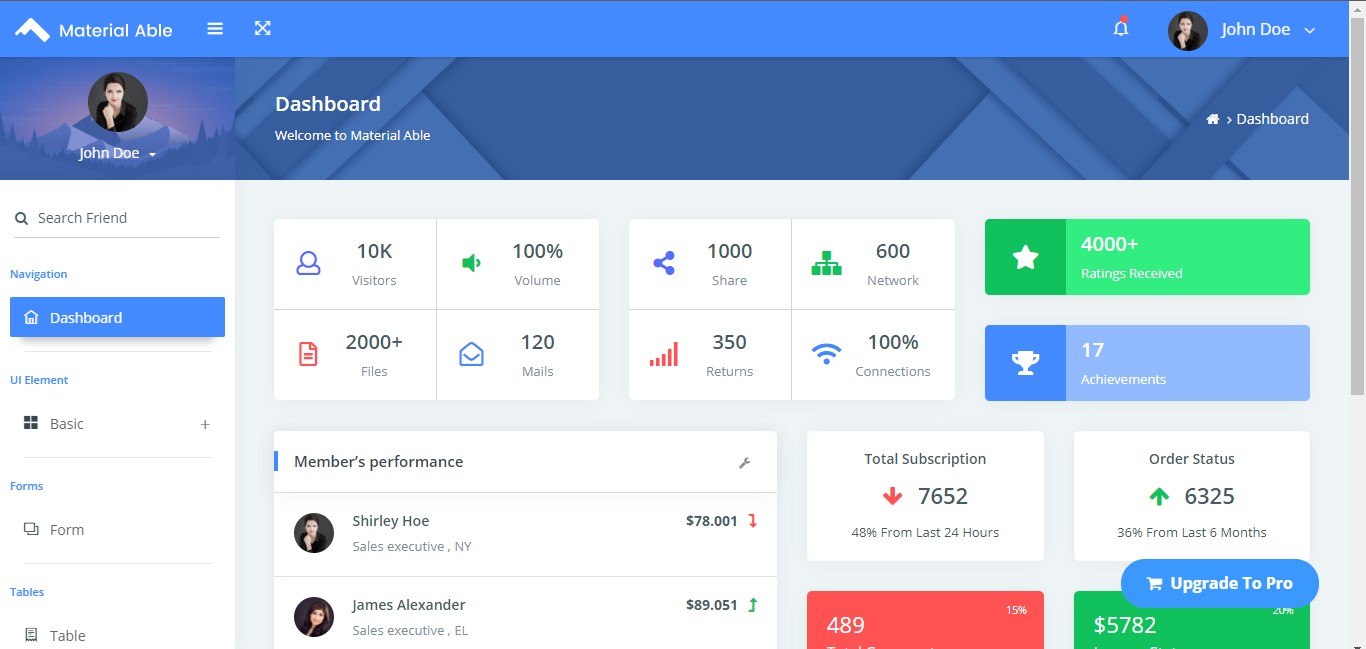 Material Able
John Doe
John Doe
Dashboard
Welcome to Material Able
Dashboard
Search Friend
Navigation
Dashboard
UI Element
Basic
Forms
Form
Tables
Table
10K
Visitors
100%
Volume
2000+
Files
120
Mails
1000
Share
600
Network
350
Returns
100%
Connections
4000+
Ratings Received
17
Achievements
Member’s performance
Shirley Hoe
Sales executive , NY
$78.001
James Alexander
Sales executive , EL
$89.051
Total Subscription
7652
48% From Last 24 Hours
Order Status
6325
36% From Last 6 Months
Upgrade To Pro
15%
489
20%
$5782